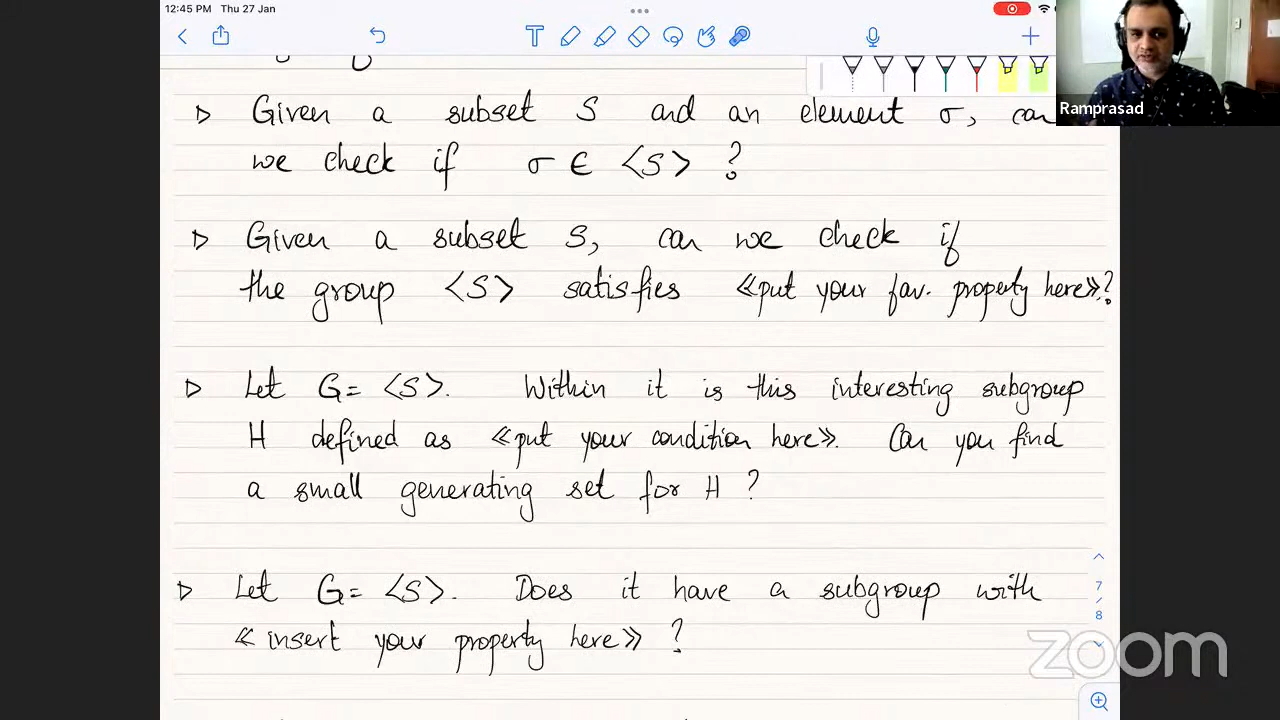 12:45 PM Thu 27 Jan
Ramprasad
▷ Given a subset S and an element σ, can
we check if σ ∈ <S> ?
▷ Given a subset S, can we check if
the group <S> satisfies «put your fav. property here»?
▷ Let G = <S>. Within it is this interesting subgroup
H defined as «put your condition here». Can you find
a small generating set for H ?
▷ Let G = <S>. Does it have a subgroup with
« insert your property here» ?
7
/
8
zoom